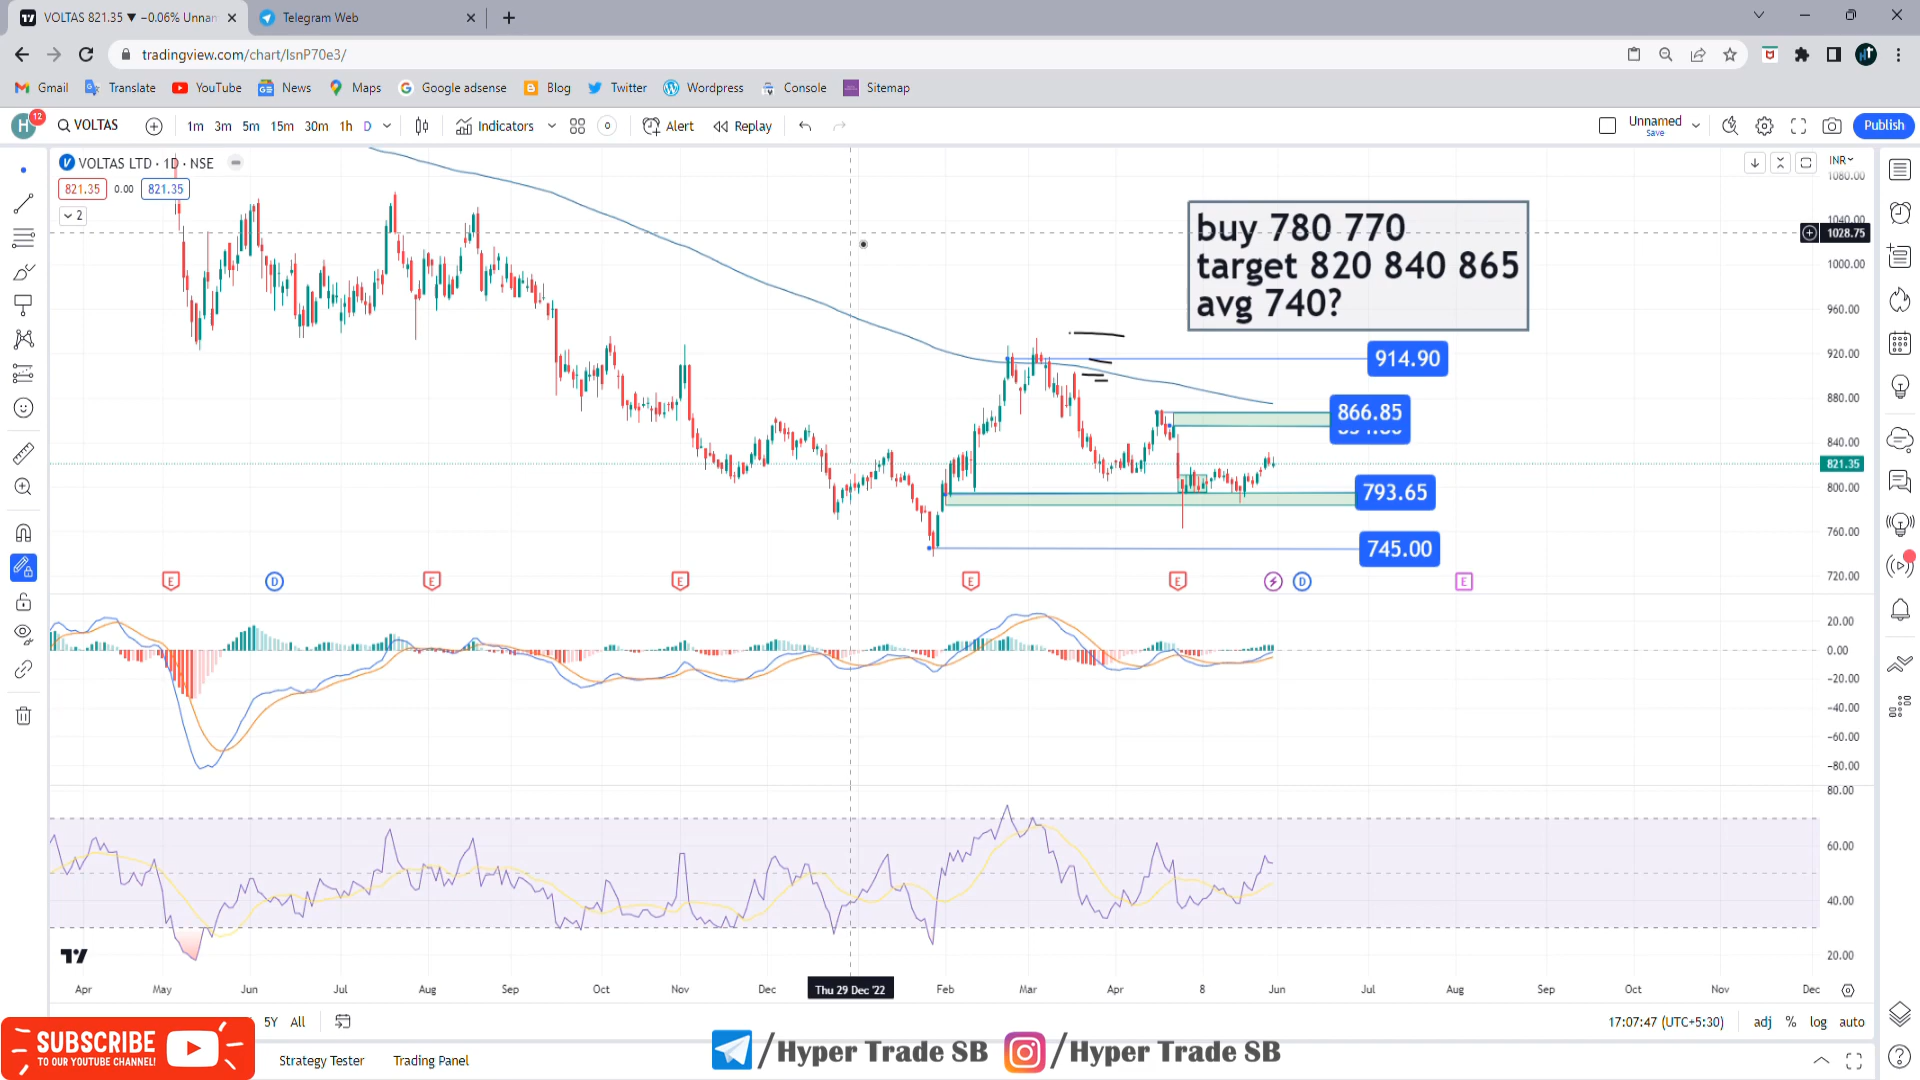 VOLTAS 821.35 ▼ −0.06% Unnam
Telegram Web
tradingview.com/chart/IsnP70e3/
Gmail
Translate
YouTube
News
Maps
Google adsense
Blog
Twitter
Wordpress
Console
Sitemap
H
12
VOLTAS
1m 3m 5m 15m 30m 1h D
Indicators
Alert
Replay
Unnamed
Save
Publish
VOLTAS LTD · 1D · NSE
INR
821.35 0.00 821.35
2
buy 780 770
target 820 840 865
avg 740?
914.90
866.85
793.65
745.00
1080.00
1040.00
1028.75
1000.00
960.00
920.00
880.00
840.00
821.35
800.00
760.00
720.00
E D E E E E D E
20.00
0.00
−20.00
−40.00
−60.00
−80.00
80.00
60.00
40.00
20.00
Apr May Jun Jul Aug Sep Oct Nov Dec Thu 29 Dec '22 Feb Mar Apr 8 Jun Jul Aug Sep Oct Nov Dec
5Y All
17:07:47 (UTC+5:30)
adj % log auto
SUBSCRIBE
TO OUR YOUTUBE CHANNEL!
Strategy Tester
Trading Panel
/Hyper Trade SB
/Hyper Trade SB